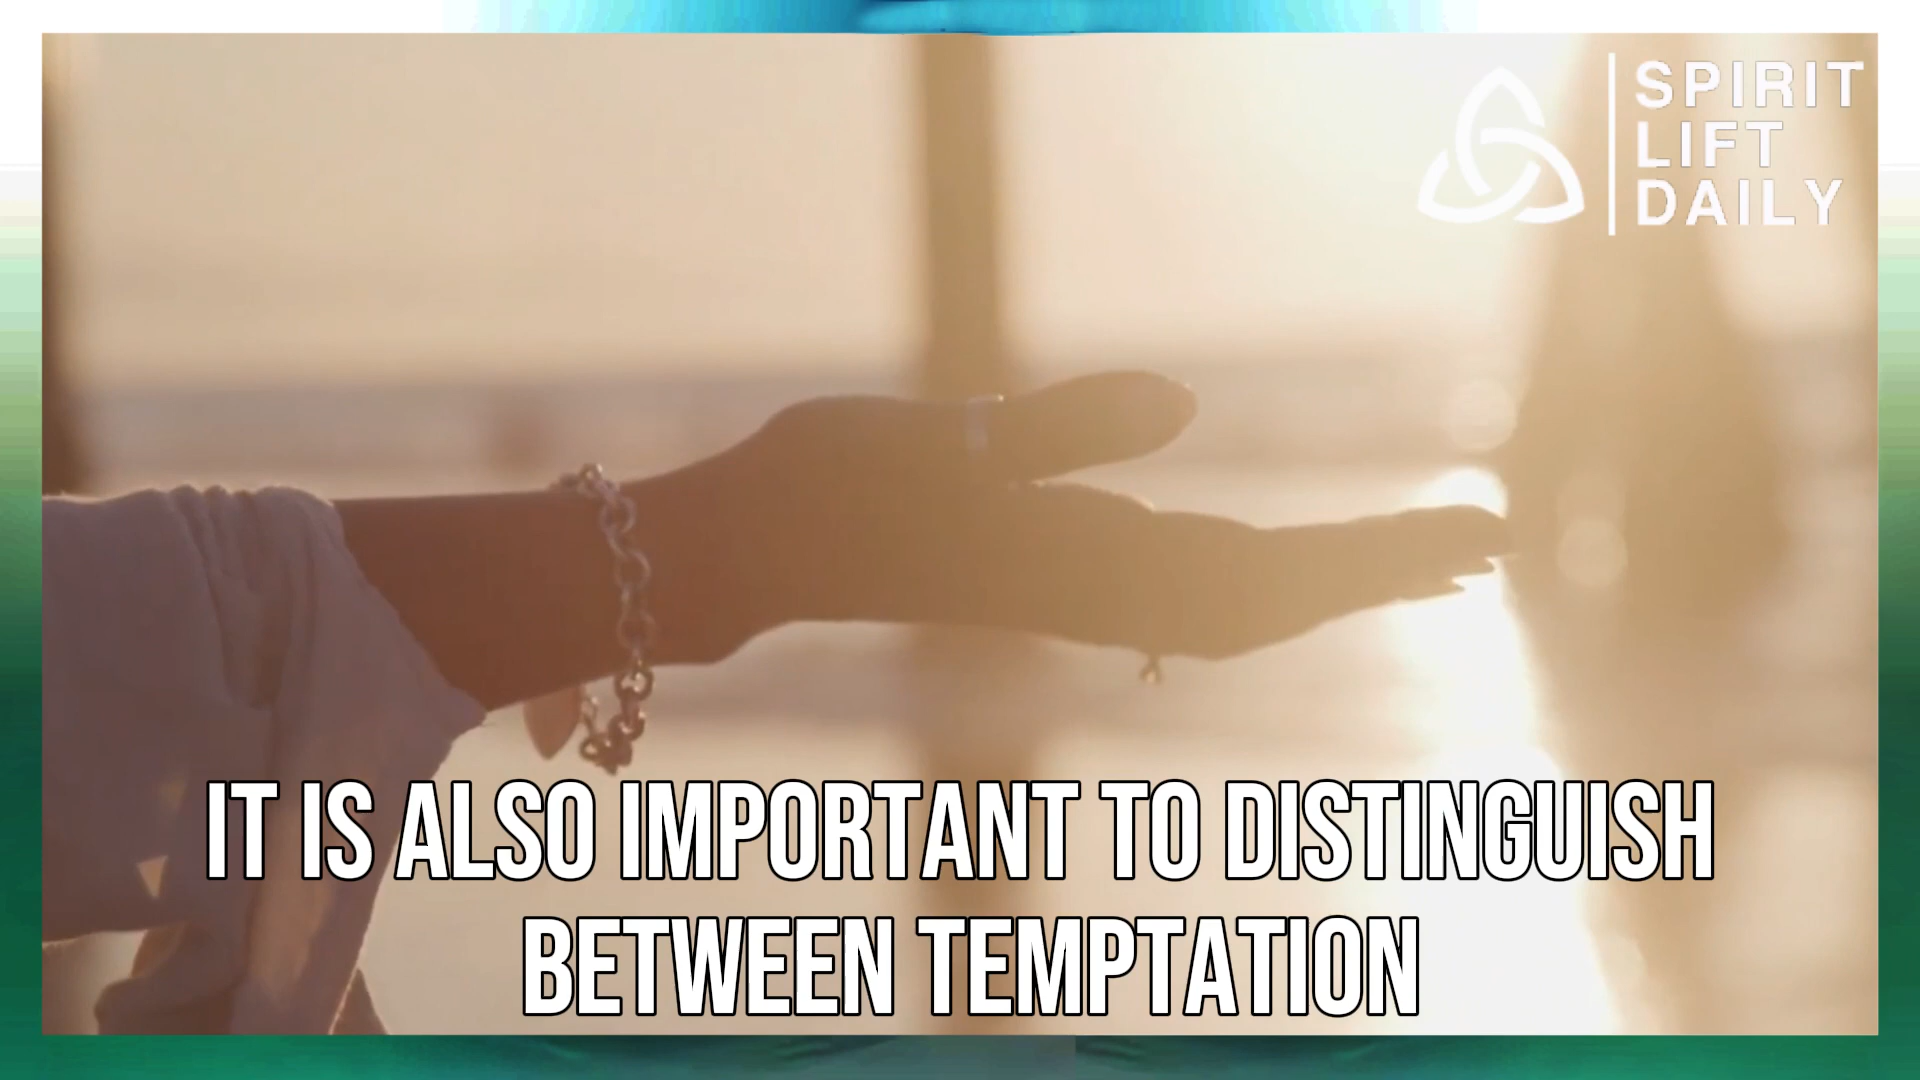 SPIRIT
LIFT
DAILY
IT IS ALSO IMPORTANT TO DISTINGUISH
BETWEEN TEMPTATION